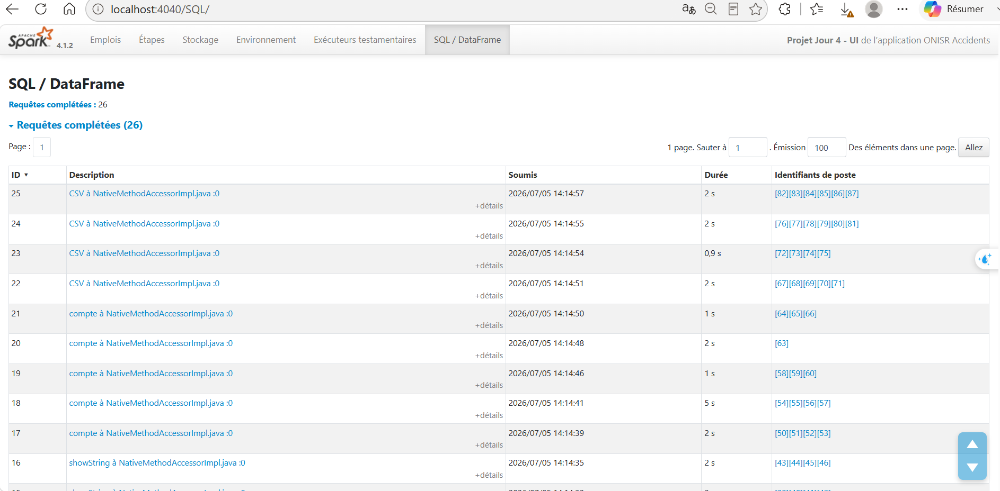 localhost:4040/SQL/
Résumer
APACHE Spark 4.1.2
Emplois
Étapes
Stockage
Environnement
Exécuteurs testamentaires
SQL / DataFrame
Projet Jour 4 - UI de l'application ONISR Accidents
SQL / DataFrame
Requêtes complétées : 26
Requêtes complétées (26)
Page : 1
1 page. Sauter à 1 . Émission 100 Des éléments dans une page. Allez
ID Description Soumis Durée Identifiants de poste
25 CSV à NativeMethodAccessorImpl.java :0 2026/07/05 14:14:57 2 s [82][83][84][85][86][87]
+détails
24 CSV à NativeMethodAccessorImpl.java :0 2026/07/05 14:14:55 2 s [76][77][78][79][80][81]
+détails
23 CSV à NativeMethodAccessorImpl.java :0 2026/07/05 14:14:54 0,9 s [72][73][74][75]
+détails
22 CSV à NativeMethodAccessorImpl.java :0 2026/07/05 14:14:51 2 s [67][68][69][70][71]
+détails
21 compte à NativeMethodAccessorImpl.java :0 2026/07/05 14:14:50 1 s [64][65][66]
+détails
20 compte à NativeMethodAccessorImpl.java :0 2026/07/05 14:14:48 2 s [63]
+détails
19 compte à NativeMethodAccessorImpl.java :0 2026/07/05 14:14:46 1 s [58][59][60]
+détails
18 compte à NativeMethodAccessorImpl.java :0 2026/07/05 14:14:41 5 s [54][55][56][57]
+détails
17 compte à NativeMethodAccessorImpl.java :0 2026/07/05 14:14:39 2 s [50][51][52][53]
+détails
16 showString à NativeMethodAccessorImpl.java :0 2026/07/05 14:14:35 2 s [43][44][45][46]
+détails